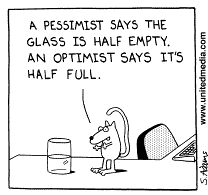 A PESSIMIST SAYS THE
GLASS IS HALF EMPTY.
AN OPTIMIST SAYS IT'S
HALF FULL.
www.unitedmedia.com
S. Adams